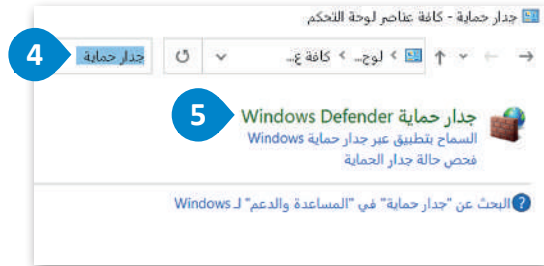 جدار حماية - كافة عناصر لوحة التحكم
لوح... › كافة ع...
جدار حماية
4
5
جدار حماية Windows Defender
السماح بتطبيق عبر جدار حماية Windows
فحص حالة جدار الحماية
البحث عن "جدار حماية" في "المساعدة والدعم" لـ Windows